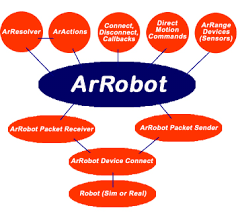 ArResolver
ArActions
Connect,
Disconnect,
Callbacks
Direct
Motion
Commands
ArRange
Devices
(Sensors)
ArRobot
ArRobot Packet Receiver
ArRobot Packet Sender
ArRobot Device Connect
Robot (Sim or Real)